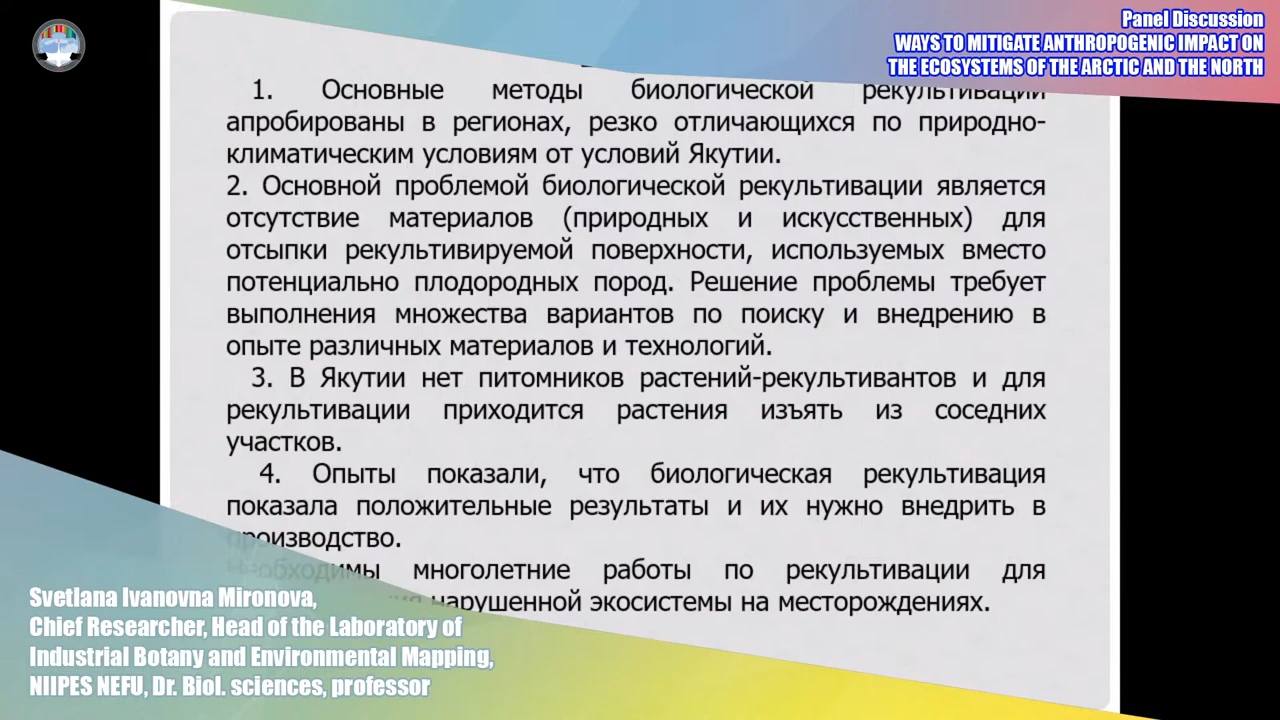 Panel Discussion
WAYS TO MITIGATE ANTHROPOGENIC IMPACT ON
THE ECOSYSTEMS OF THE ARCTIC AND THE NORTH
1. Основные методы биологической рекультивации
апробированы в регионах, резко отличающихся по природно-
климатическим условиям от условий Якутии.
2. Основной проблемой биологической рекультивации является
отсутствие материалов (природных и искусственных) для
отсыпки рекультивируемой поверхности, используемых вместо
потенциально плодородных пород. Решение проблемы требует
выполнения множества вариантов по поиску и внедрению в
опыте различных материалов и технологий.
3. В Якутии нет питомников растений-рекультивантов и для
рекультивации приходится растения изъять из соседних
участков.
4. Опыты показали, что биологическая рекультивация
показала положительные результаты и их нужно внедрить в
производство.
Необходимы многолетние работы по рекультивации для
нарушенной экосистемы на месторождениях.
Svetlana Ivanovna Mironova,
Chief Researcher, Head of the Laboratory of
Industrial Botany and Environmental Mapping,
NIIPES NEFU, Dr. Biol. sciences, professor